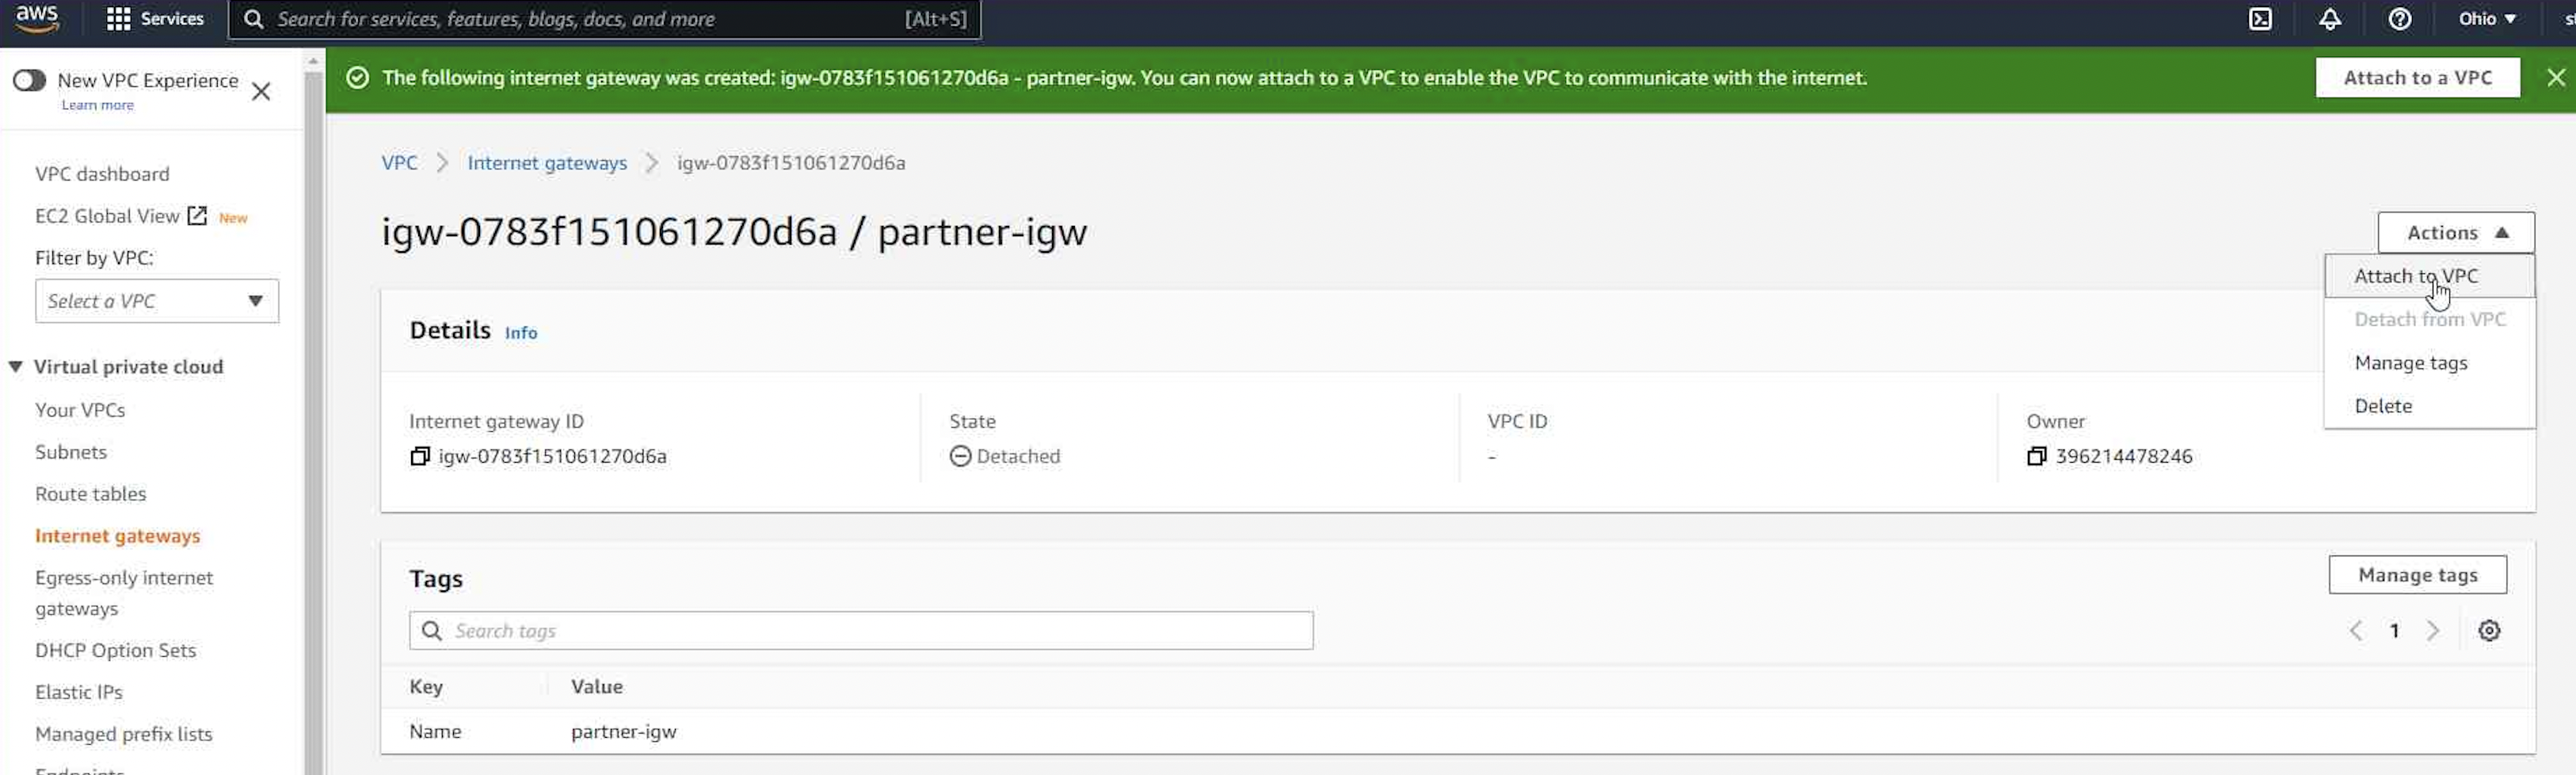 aws
Services
Search for services, features, blogs, docs, and more
[Alt+S]
Ohio
New VPC Experience
Learn more
The following internet gateway was created: igw-0783f151061270d6a - partner-igw. You can now attach to a VPC to enable the VPC to communicate with the internet.
Attach to a VPC
VPC dashboard
EC2 Global View New
Filter by VPC:
Select a VPC
Virtual private cloud
Your VPCs
Subnets
Route tables
Internet gateways
Egress-only internet
gateways
DHCP Option Sets
Elastic IPs
Managed prefix lists
Endpoints
VPC
Internet gateways
igw-0783f151061270d6a
igw-0783f151061270d6a / partner-igw
Actions
Attach to VPC
Detach from VPC
Manage tags
Delete
Details Info
Internet gateway ID
igw-0783f151061270d6a
State
Detached
VPC ID
-
Owner
396214478246
Tags
Manage tags
Search tags
1
Key Value
Name partner-igw